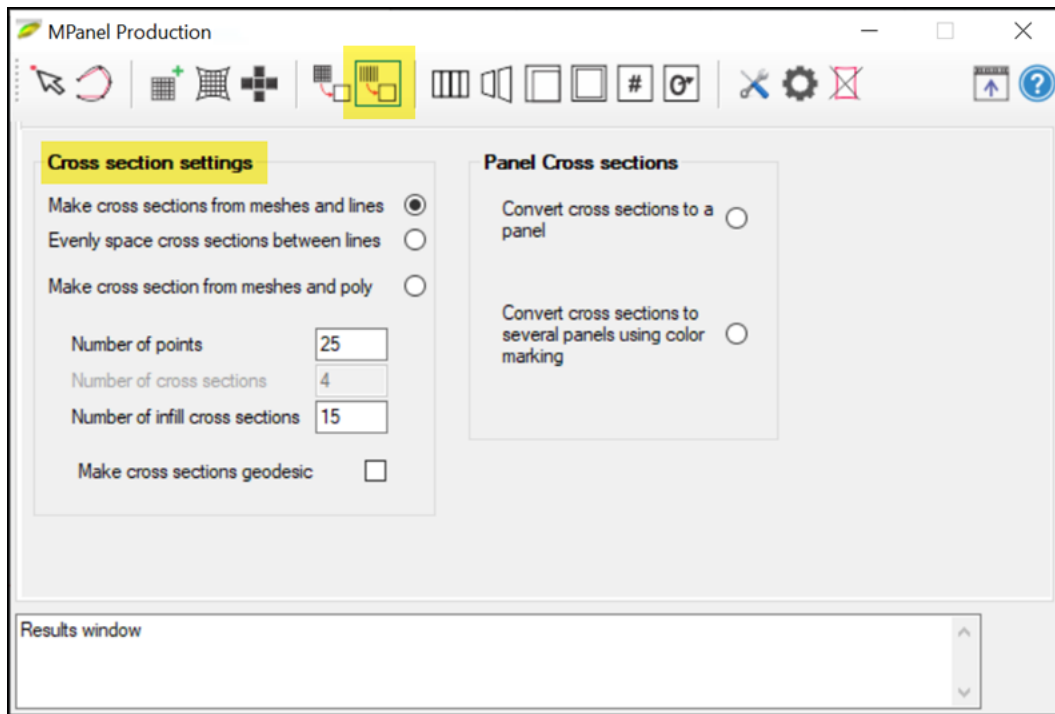 MPanel Production
#
?
Cross section settings
Make cross sections from meshes and lines
Evenly space cross sections between lines
Make cross section from meshes and poly
Number of points
25
Number of cross sections
4
Number of infill cross sections
15
Make cross sections geodesic
Panel Cross sections
Convert cross sections to a
panel
Convert cross sections to
several panels using color
marking
Results window